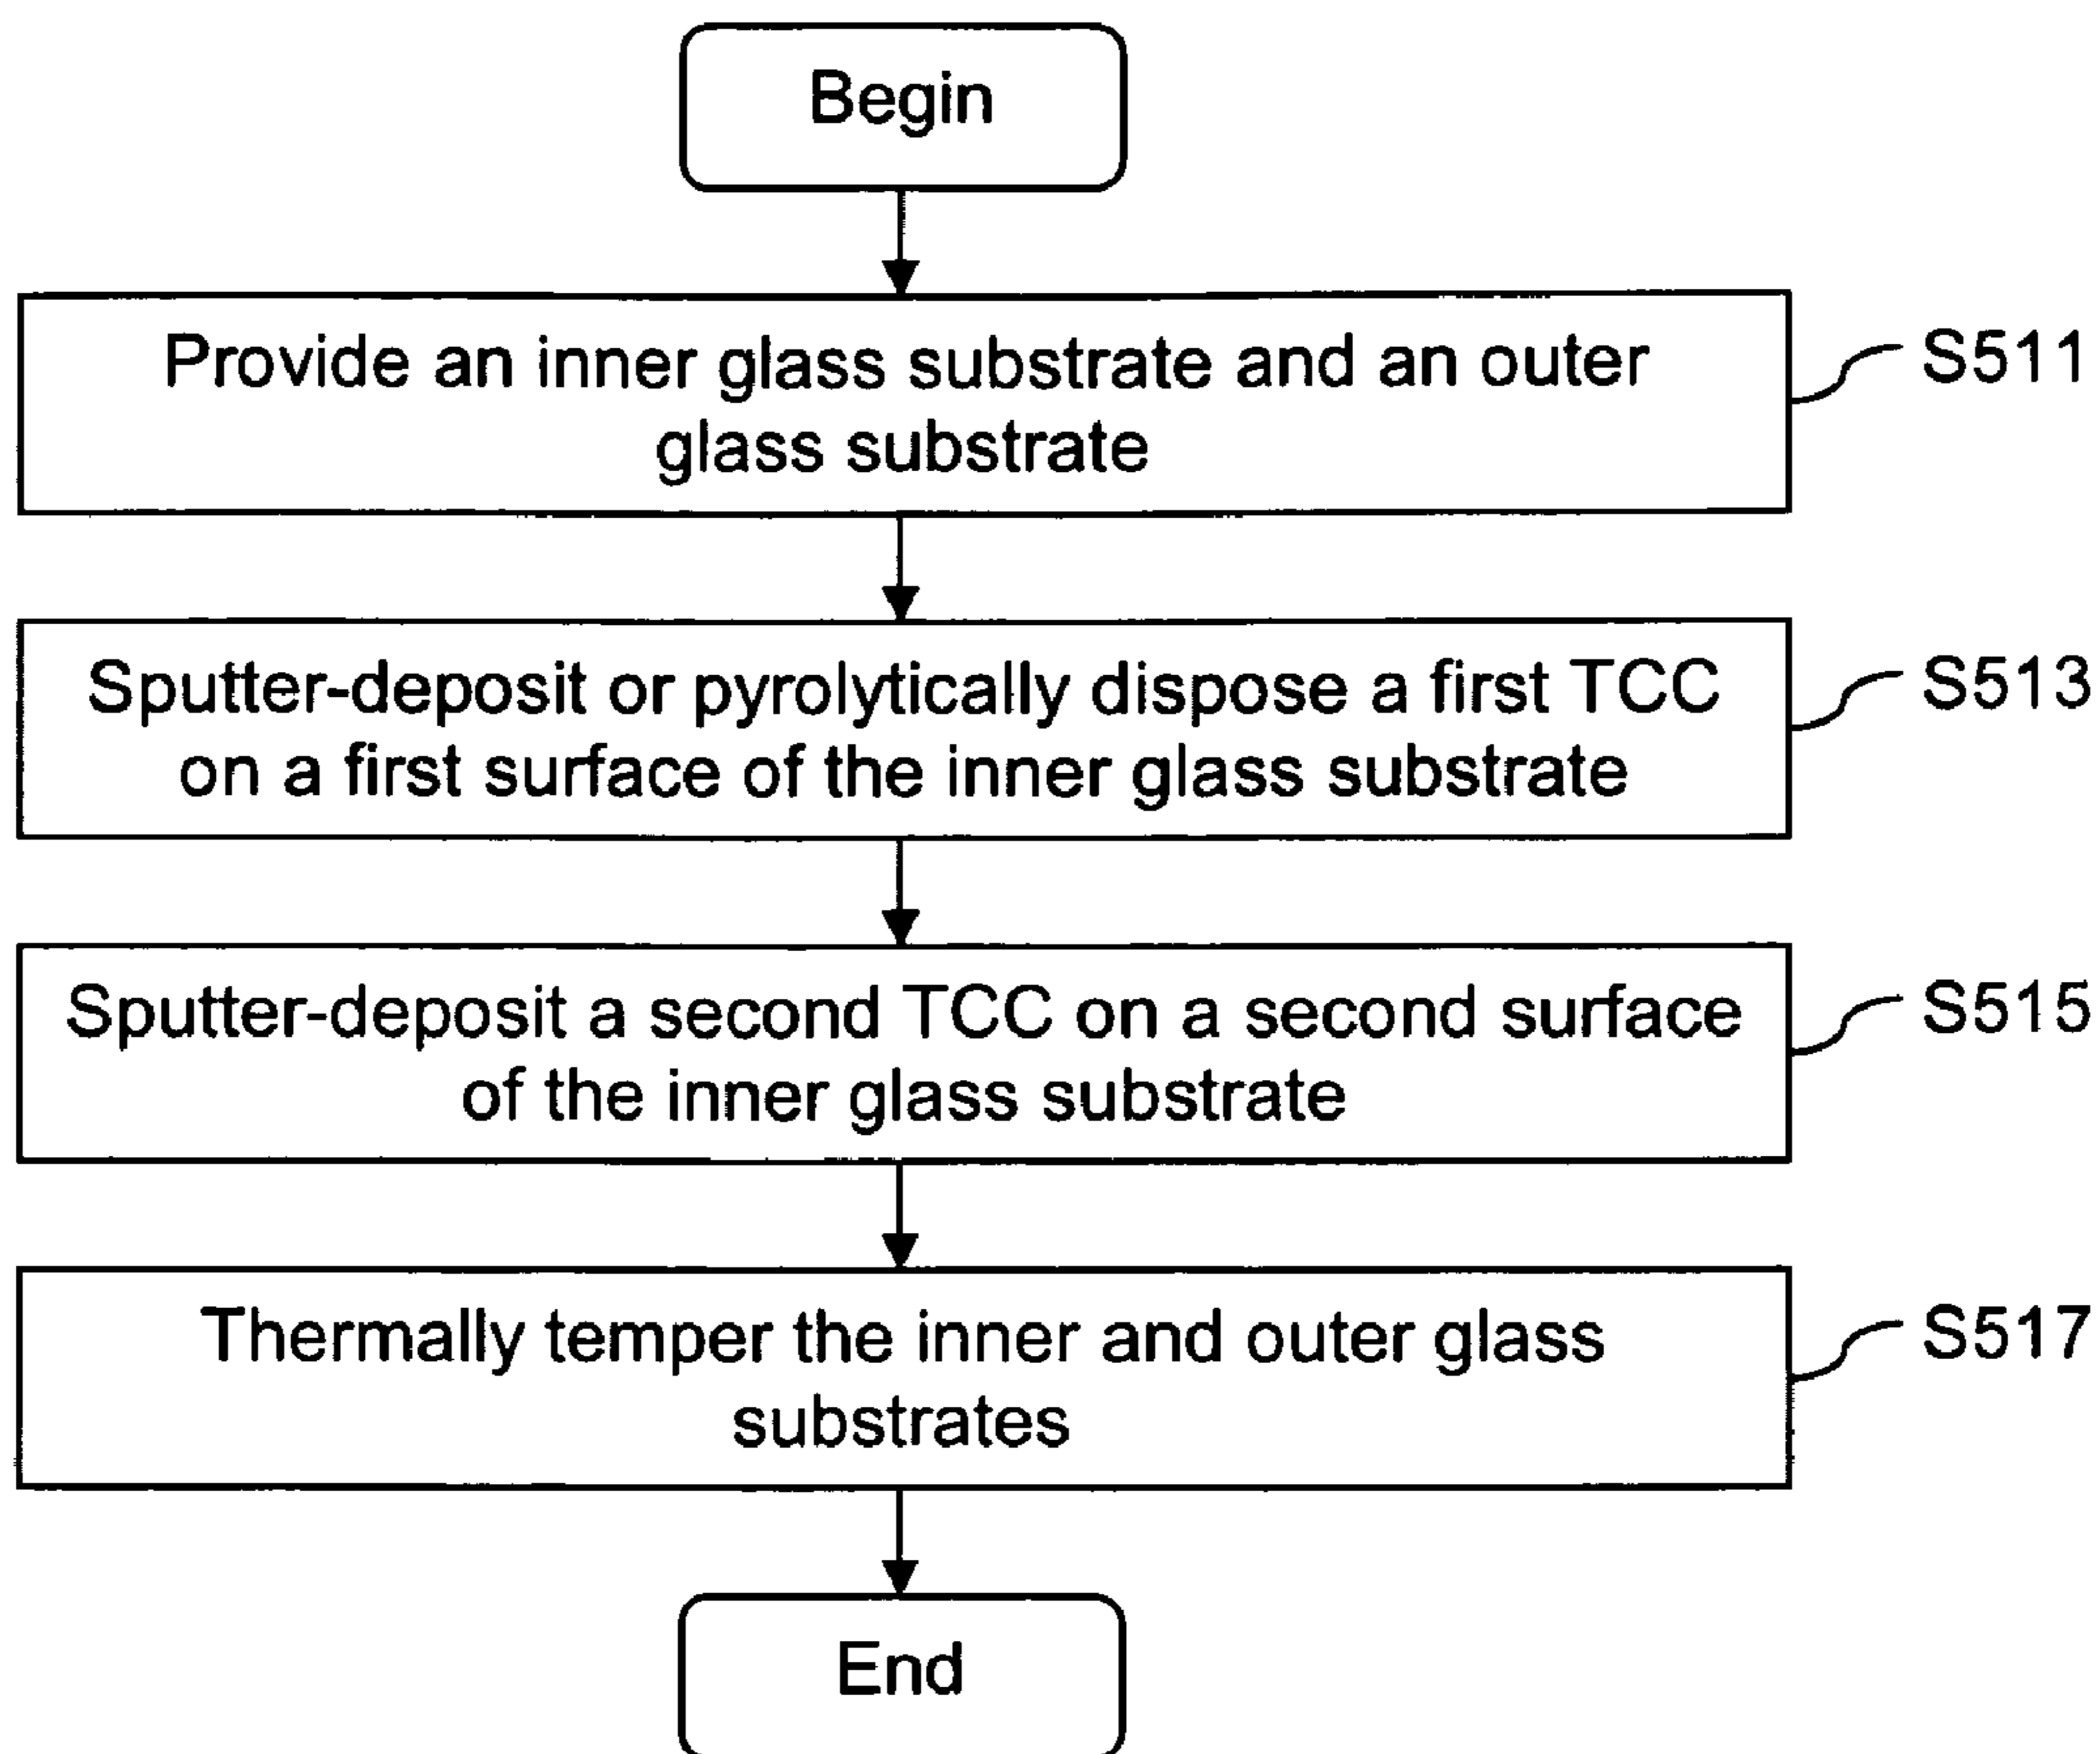 Begin
Provide an inner glass substrate and an outer
glass substrate
S511
Sputter-deposit or pyrolytically dispose a first TCC
on a first surface of the inner glass substrate
S513
Sputter-deposit a second TCC on a second surface
of the inner glass substrate
S515
Thermally temper the inner and outer glass
substrates
S517
End